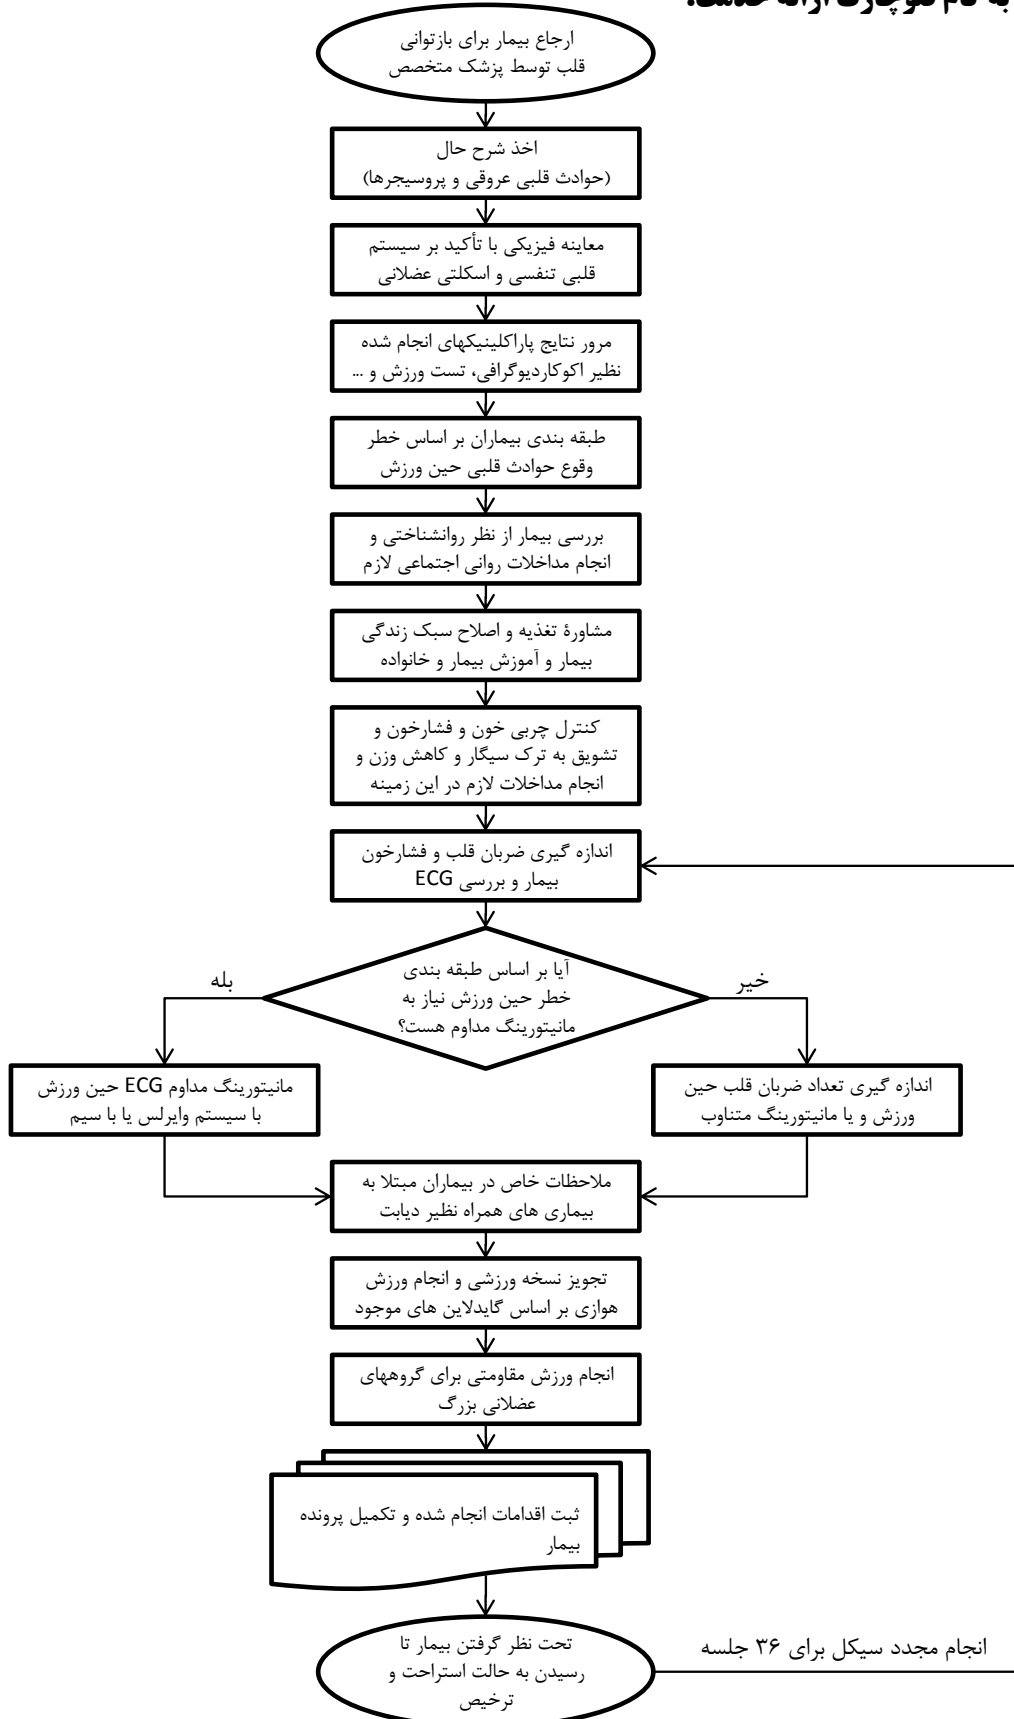 به گام فلوچارت ارائه خدمت:
ارجاع بیمار برای بازتوانی
قلب توسط پزشک متخصص
اخذ شرح حال
(حوادث قلبی عروقی و پروسیجرها)
معاینه فیزیکی با تأکید بر سیستم
قلبی تنفسی و اسکلتی عضلانی
مرور نتایج پاراکلینیکهای انجام شده
نظیر اکوکاردیوگرافی، تست ورزش و ...
طبقه بندی بیماران بر اساس خطر
وقوع حوادث قلبی حین ورزش
بررسی بیمار از نظر روانشناختی و
انجام مداخلات روانی اجتماعی لازم
مشاورهٔ تغذیه و اصلاح سبک زندگی
بیمار و آموزش بیمار و خانواده
کنترل چربی خون و فشارخون و
تشویق به ترک سیگار و کاهش وزن و
انجام مداخلات لازم در این زمینه
اندازه گیری ضربان قلب و فشارخون
بیمار و بررسی ECG
آیا بر اساس طبقه بندی
خطر حین ورزش نیاز به
مانیتورینگ مداوم هست؟
خیر
بله
اندازه گیری تعداد ضربان قلب حین
ورزش و یا مانیتورینگ متناوب
مانیتورینگ مداوم ECG حین ورزش
با سیستم وایرلس یا با سیم
ملاحظات خاص در بیماران مبتلا به
بیماری های همراه نظیر دیابت
تجویز نسخه ورزشی و انجام ورزش
هوازی بر اساس گایدلاین های موجود
انجام ورزش مقاومتی برای گروههای
عضلانی بزرگ
ثبت اقدامات انجام شده و تکمیل پرونده
بیمار
تحت نظر گرفتن بیمار تا
رسیدن به حالت استراحت و
ترخیص
انجام مجدد سیکل برای ۳۶ جلسه